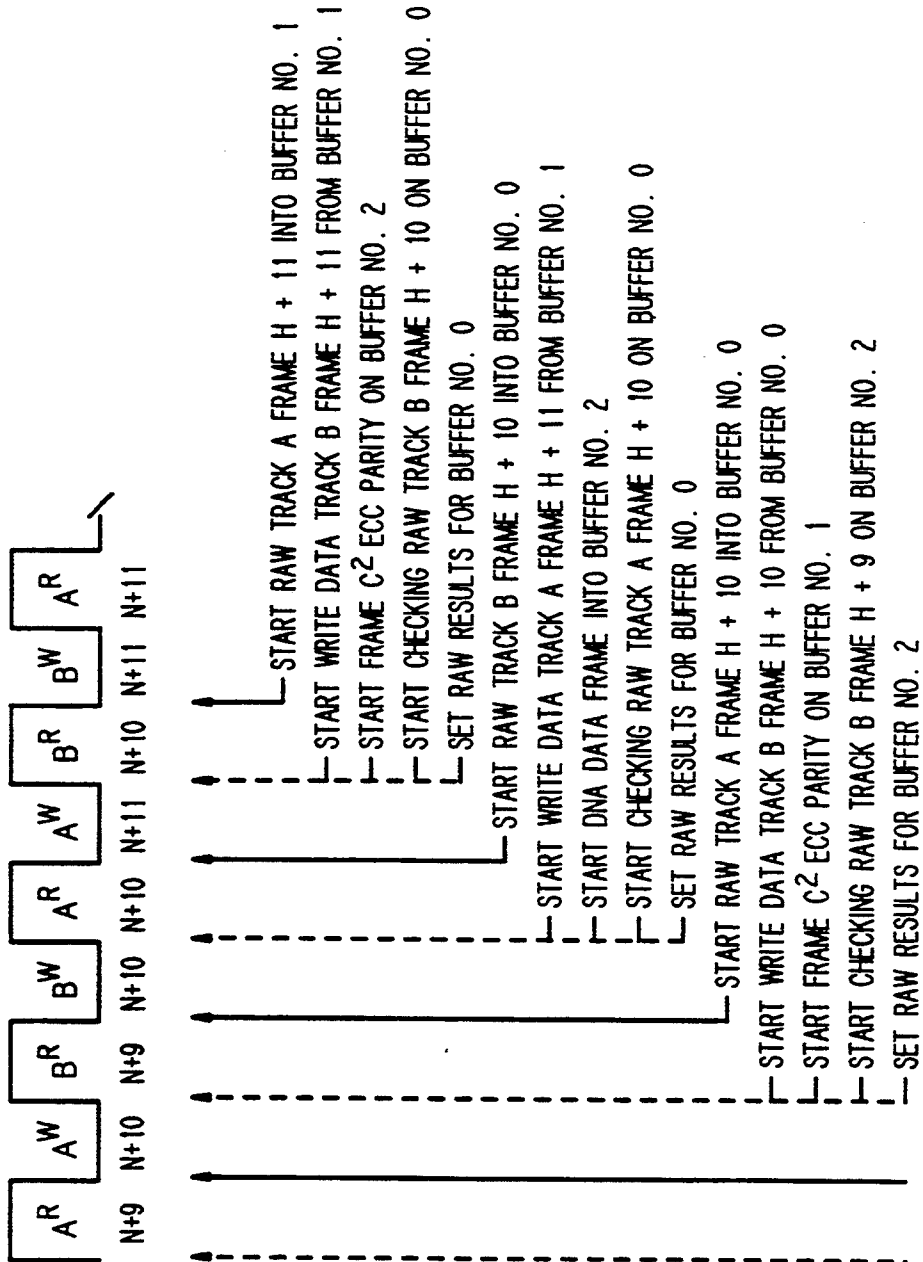 A^R A^W B^R B^W A^R A^W B^R B^W A^R
N+9 N+10 N+9 N+10 N+10 N+11 N+10 N+11 N+11
START RAW TRACK A FRAME H + 11 INTO BUFFER NO. 1
START WRITE DATA TRACK B FRAME H + 11 FROM BUFFER NO. 1
START FRAME C² ECC PARITY ON BUFFER NO. 2
START CHECKING RAW TRACK B FRAME H + 10 ON BUFFER NO. 0
SET RAW RESULTS FOR BUFFER NO. 0
START RAW TRACK B FRAME H + 10 INTO BUFFER NO. 0
START WRITE DATA TRACK A FRAME H + 11 FROM BUFFER NO. 1
START DNA DATA FRAME INTO BUFFER NO. 2
START CHECKING RAW TRACK A FRAME H + 10 ON BUFFER NO. 0
SET RAW RESULTS FOR BUFFER NO. 0
START RAW TRACK A FRAME H + 10 INTO BUFFER NO. 0
START WRITE DATA TRACK B FRAME H + 10 FROM BUFFER NO. 0
START FRAME C² ECC PARITY ON BUFFER NO. 1
START CHECKING RAW TRACK B FRAME H + 9 ON BUFFER NO. 2
SET RAW RESULTS FOR BUFFER NO. 2